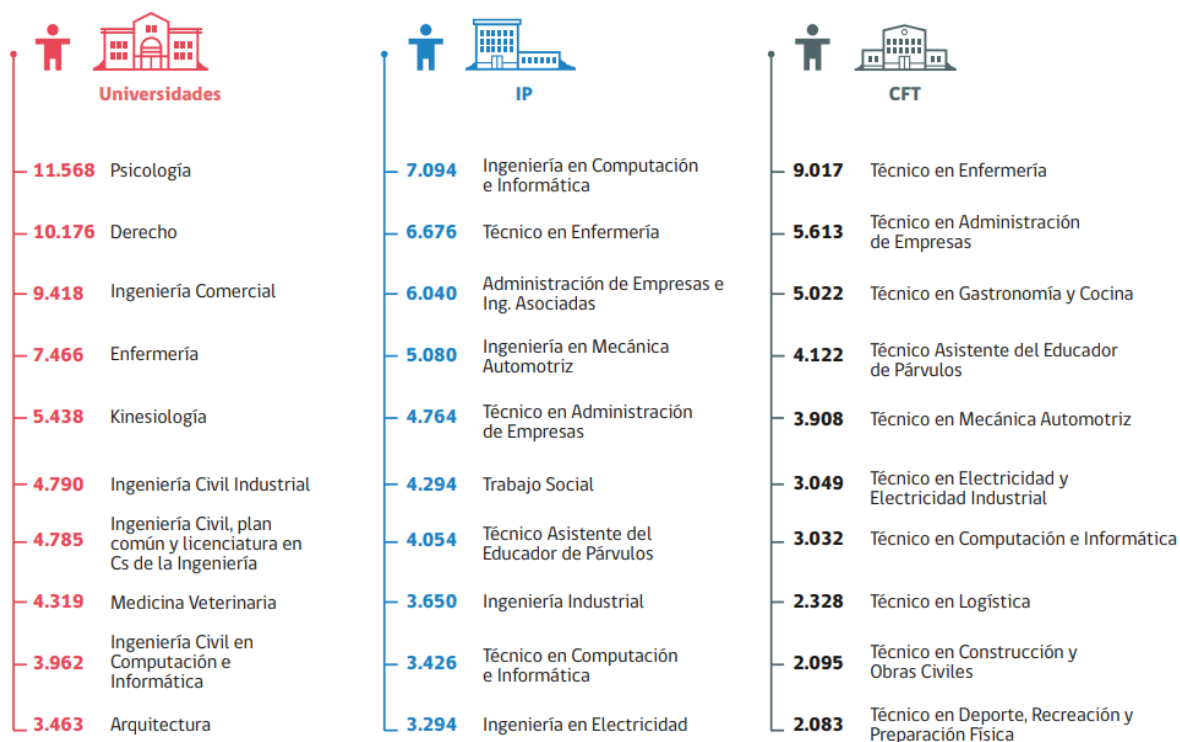 Universidades
11.568 Psicología
10.176 Derecho
9.418 Ingeniería Comercial
7.466 Enfermería
5.438 Kinesiología
4.790 Ingeniería Civil Industrial
4.785 Ingeniería Civil, plan
común y licenciatura en
Cs de la Ingeniería
4.319 Medicina Veterinaria
3.962 Ingeniería Civil en
Computación e
Informática
3.463 Arquitectura
IP
7.094 Ingeniería en Computación
e Informática
6.676 Técnico en Enfermería
6.040 Administración de Empresas e
Ing. Asociadas
5.080 Ingeniería en Mecánica
Automotriz
4.764 Técnico en Administración
de Empresas
4.294 Trabajo Social
4.054 Técnico Asistente del
Educador de Párvulos
3.650 Ingeniería Industrial
3.426 Técnico en Computación
e Informática
3.294 Ingeniería en Electricidad
CFT
9.017 Técnico en Enfermería
5.613 Técnico en Administración
de Empresas
5.022 Técnico en Gastronomía y Cocina
4.122 Técnico Asistente del Educador
de Párvulos
3.908 Técnico en Mecánica Automotriz
3.049 Técnico en Electricidad y
Electricidad Industrial
3.032 Técnico en Computación e Informática
2.328 Técnico en Logística
2.095 Técnico en Construcción y
Obras Civiles
2.083 Técnico en Deporte, Recreación y
Preparación Física